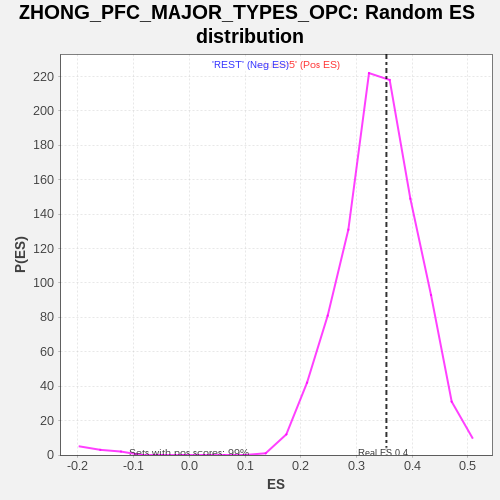 ZHONG_PFC_MAJOR_TYPES_OPC: Random ES
distribution
'REST' (Neg ES)5' (Pos ES)
220
200
180
160
140
120
100
80
60
40
20
0
P(ES)
Sets with pos scores: 99%
Real ES 0.4
-0.2 -0.1 0.0 0.1 0.2 0.3 0.4 0.5
ES